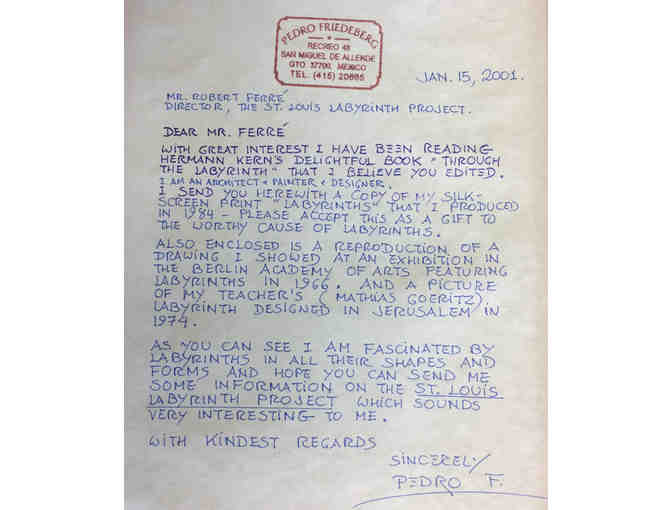 PEDRO FRIEDEBERG
RECREO 48
SAN MIGUEL DE ALLENDE
GTO 37700, MEXICO
TEL. (415) 20885
JAN. 15, 2001.
MR. ROBERT FERRÉ
DIRECTOR, THE ST. LOUIS LABYRINTH PROJECT.
DEAR MR. FERRÉ
WITH GREAT INTEREST I HAVE BEEN READING
HERMANN KERN'S DELIGHTFUL BOOK "THROUGH
THE LABYRINTH" THAT I BELIEVE YOU EDITED.
I AM AN ARCHITECT + PAINTER + DESIGNER.
I SEND YOU HEREWITH A COPY OF MY SILK-
SCREEN PRINT "LABYRINTHS" THAT I PRODUCED
IN 1984 - PLEASE ACCEPT THIS AS A GIFT TO
THE WORTHY CAUSE OF LABYRINTHS.
ALSO ENCLOSED IS A REPRODUCTION OF A
DRAWING I SHOWED AT AN EXHIBITION IN
THE BERLIN ACADEMY OF ARTS FEATURING
LABYRINTHS IN 1966. AND A PICTURE
OF MY TEACHER'S (MATHIAS GOERITZ)
LABYRINTH DESIGNED IN JERUSALEM IN
1974.
AS YOU CAN SEE I AM FASCINATED BY
LABYRINTHS IN ALL THEIR SHAPES AND
FORMS AND HOPE YOU CAN SEND ME
SOME INFORMATION ON THE ST. LOUIS
LABYRINTH PROJECT WHICH SOUNDS
VERY INTERESTING TO ME.
WITH KINDEST REGARDS
SINCERELY
PEDRO F.